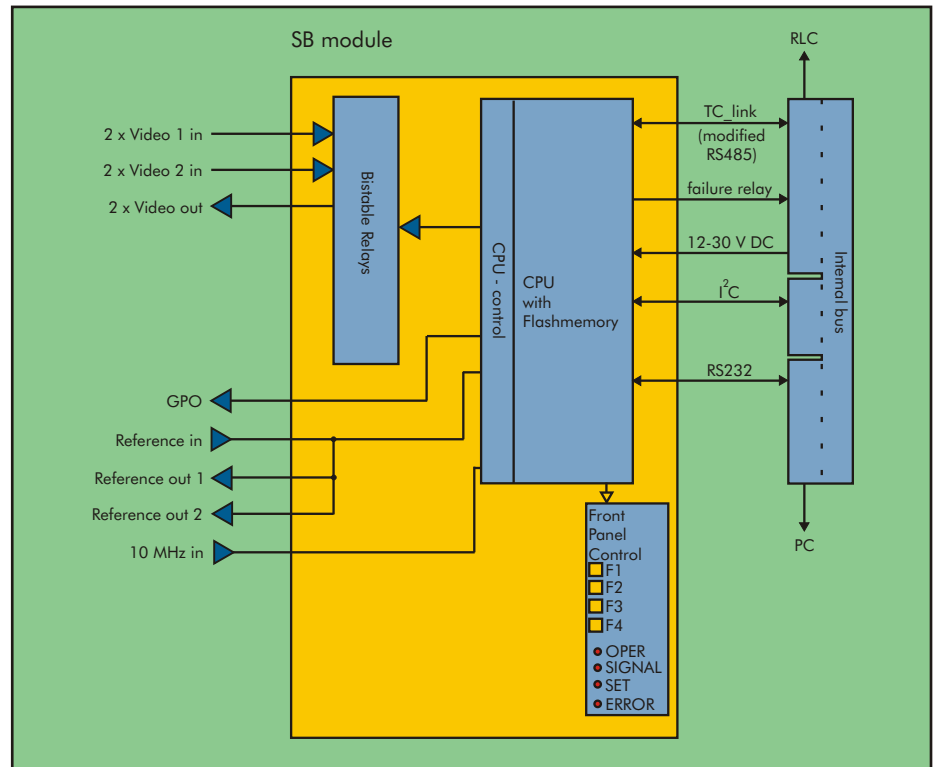 SB module
RLC
2 x Video 1 in
2 x Video 2 in
2 x Video out
Bistable Relays
CPU - control
CPU
with
Flashmemory
TC_link
(modified
RS485)
failure relay
12-30 V DC
I²C
RS232
Internal bus
GPO
Reference in
Reference out 1
Reference out 2
10 MHz in
Front
Panel
Control
F1
F2
F3
F4
OPER
SIGNAL
SET
ERROR
PC